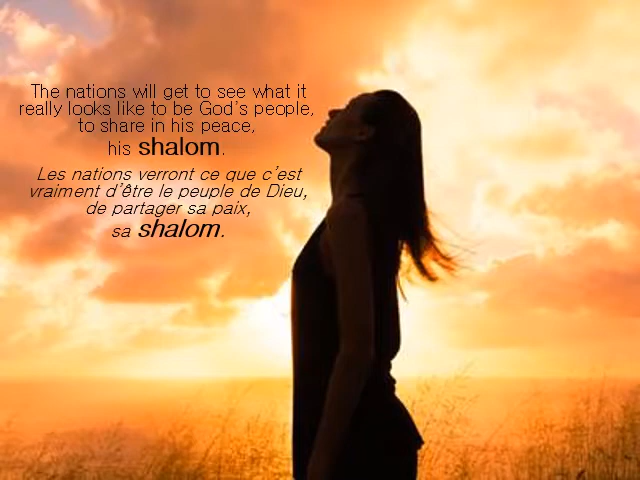 The nations will get to see what it
really looks like to be God's people,
to share in his peace,
his shalom.
Les nations verront ce que c'est
vraiment d'être le peuple de Dieu,
de partager sa paix,
sa shalom.